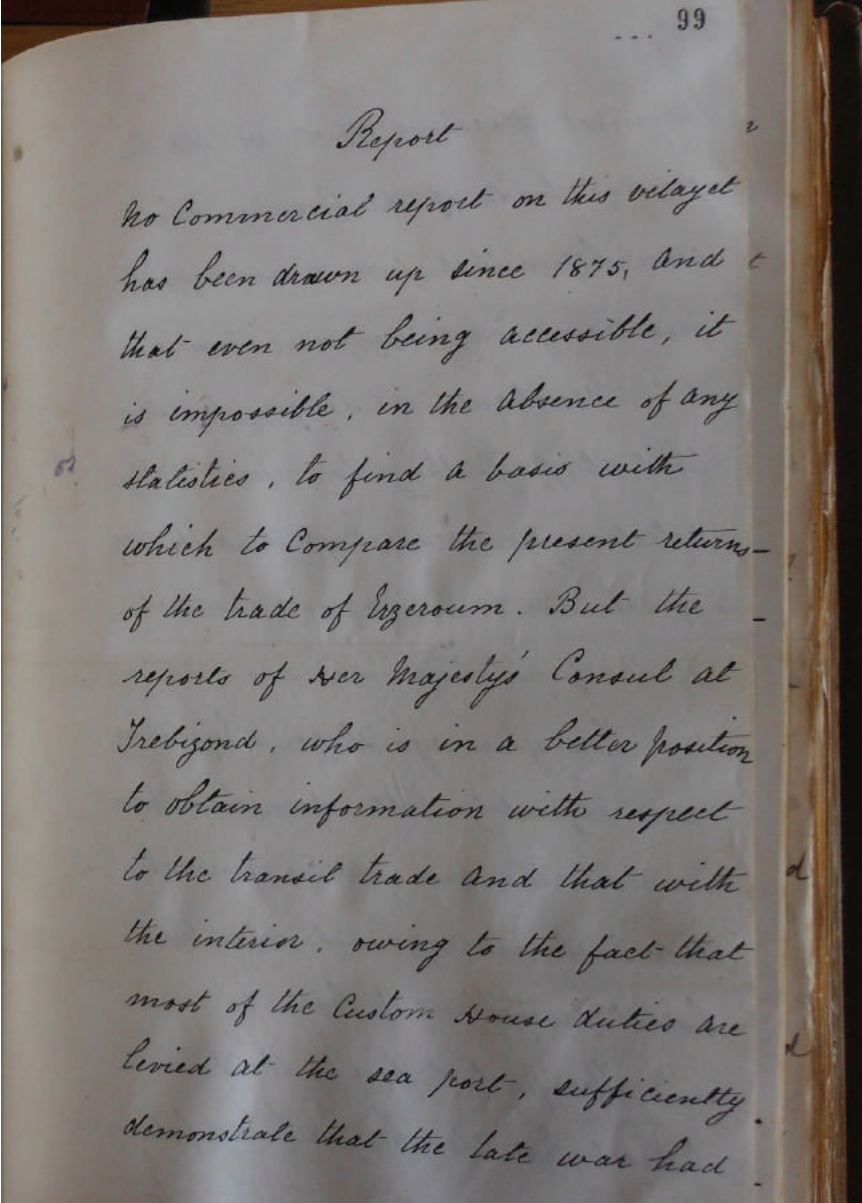 99
Report
No Commercial report on this vilayet
has been drawn up since 1875, and
that even not being accessible, it
is impossible, in the absence of any
statistics, to find a basis with
which to compare the present returns
of the trade of Erzeroum. But the
reports of Her Majesty's Consul at
Trebizond, who is in a better position
to obtain information with respect
to the transit trade and that with
the interior, owing to the fact that
most of the Custom House duties are
levied at the sea port, sufficiently
demonstrate that the late war had